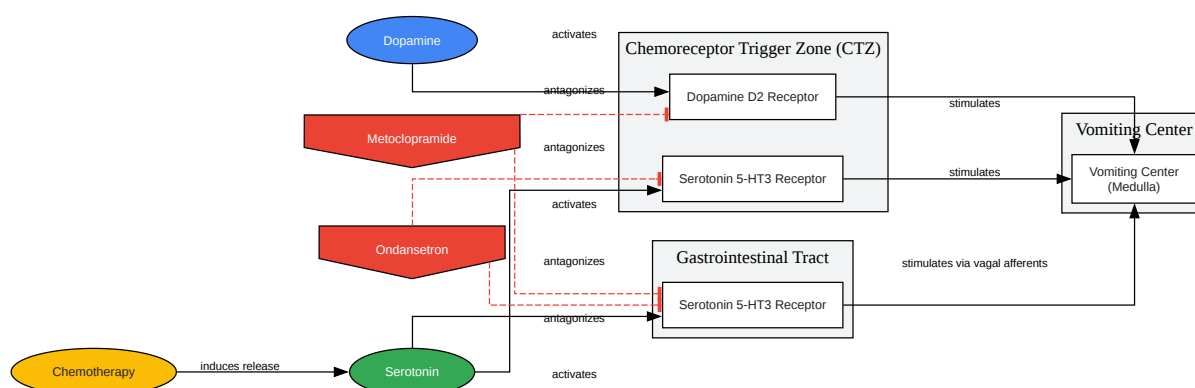 Dopamine
activates
Chemoreceptor Trigger Zone (CTZ)
antagonizes
Dopamine D2 Receptor
stimulates
Metoclopramide
antagonizes
Vomiting Center
Serotonin 5-HT3 Receptor
stimulates
Vomiting Center
(Medulla)
activates
Ondansetron
antagonizes
Gastrointestinal Tract
stimulates via vagal afferents
Serotonin 5-HT3 Receptor
antagonizes
Chemotherapy
induces release
Serotonin
activates